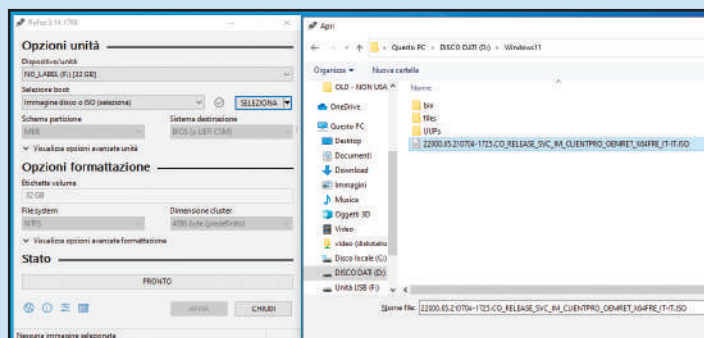 Rufus 3.14.1788
Opzioni unità
Dispositivo/unità
NO_LABEL (F:) [32 GB]
Selezione boot
Immagine disco o ISO (seleziona)
SELEZIONA
Schema partizione
MBR
Sistema destinazione
BIOS (o UEFI CSM)
Visualizza opzioni avanzate unità
Opzioni formattazione
Etichetta volume
32 GB
File system
NTFS
Dimensione cluster
4096 byte (predefinito)
Visualizza opzioni avanzate formattazione
Stato
PRONTO
AVVIA
CHIUDI
Nessuna immagine selezionata
Apri
Questo PC
DISCO DATI (D:)
Windows11
Organizza
Nuova cartella
OLD - NON USA
OneDrive
Questo PC
Desktop
Documenti
Download
Immagini
Musica
Oggetti 3D
Video
video (diskstatio
Disco locale (C:)
DISCO DATI (D:)
Unità USB (F:)
Nome
bin
files
UUPs
22000.65.210704-1725.CO_RELEASE_SVC_IM_CLIENTPRO_OEMRET_X64FRE_IT-IT.ISO
Nome file:
22000.65.210704-1725.CO_RELEASE_SVC_IM_CLIENTPRO_OEMRET_X64FRE_IT-IT.ISO